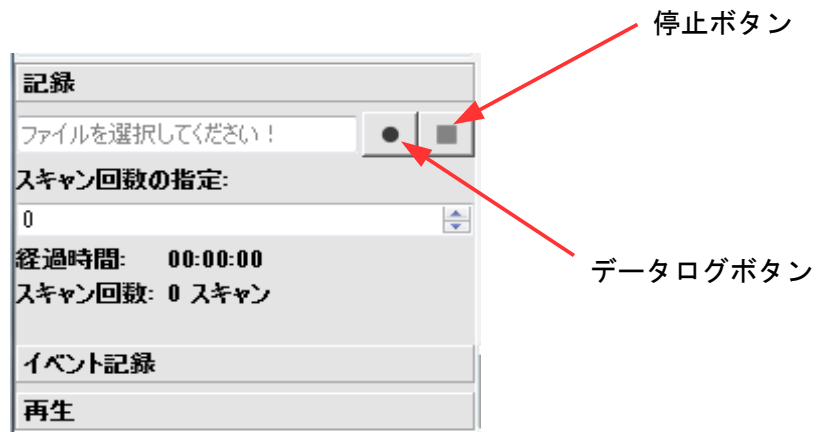 停止ボタン
記録
ファイルを選択してください!
スキャン回数の指定:
0
経過時間: 00:00:00
データログボタン
スキャン回数: 0 スキャン
イベント記録
再生